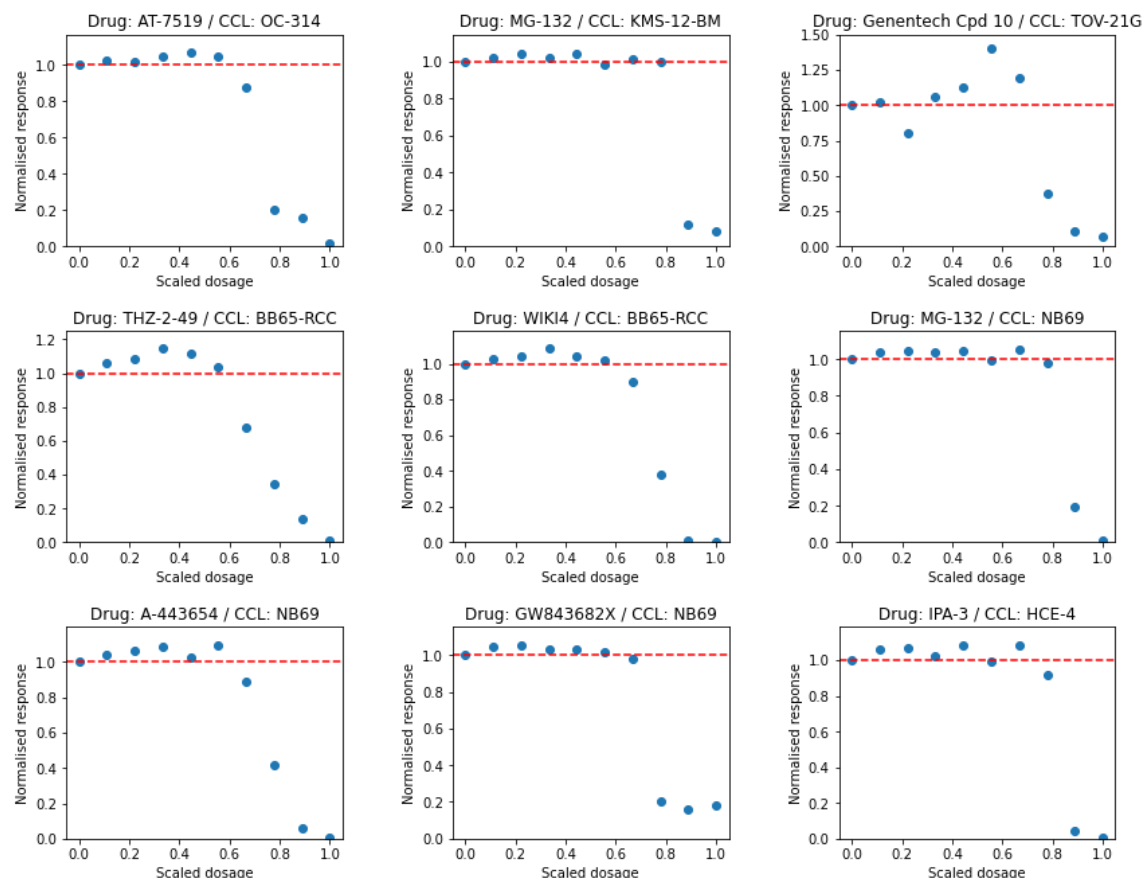 Drug: AT-7519 / CCL: OC-314
Normalised response
1.0
0.8
0.6
0.4
0.2
0.0
0.0 0.2 0.4 0.6 0.8 1.0
Scaled dosage
Drug: MG-132 / CCL: KMS-12-BM
Normalised response
1.0
0.8
0.6
0.4
0.2
0.0
0.0 0.2 0.4 0.6 0.8 1.0
Scaled dosage
Drug: Genentech Cpd 10 / CCL: TOV-21G
Normalised response
1.50
1.25
1.00
0.75
0.50
0.25
0.00
0.0 0.2 0.4 0.6 0.8 1.0
Scaled dosage
Drug: THZ-2-49 / CCL: BB65-RCC
Normalised response
1.2
1.0
0.8
0.6
0.4
0.2
0.0
0.0 0.2 0.4 0.6 0.8 1.0
Scaled dosage
Drug: WIKI4 / CCL: BB65-RCC
Normalised response
1.0
0.8
0.6
0.4
0.2
0.0
0.0 0.2 0.4 0.6 0.8 1.0
Scaled dosage
Drug: MG-132 / CCL: NB69
Normalised response
1.0
0.8
0.6
0.4
0.2
0.0
0.0 0.2 0.4 0.6 0.8 1.0
Scaled dosage
Drug: A-443654 / CCL: NB69
Normalised response
1.0
0.8
0.6
0.4
0.2
0.0
0.0 0.2 0.4 0.6 0.8 1.0
Scaled dosage
Drug: GW843682X / CCL: NB69
Normalised response
1.0
0.8
0.6
0.4
0.2
0.0
0.0 0.2 0.4 0.6 0.8 1.0
Scaled dosage
Drug: IPA-3 / CCL: HCE-4
Normalised response
1.0
0.8
0.6
0.4
0.2
0.0
0.0 0.2 0.4 0.6 0.8 1.0
Scaled dosage